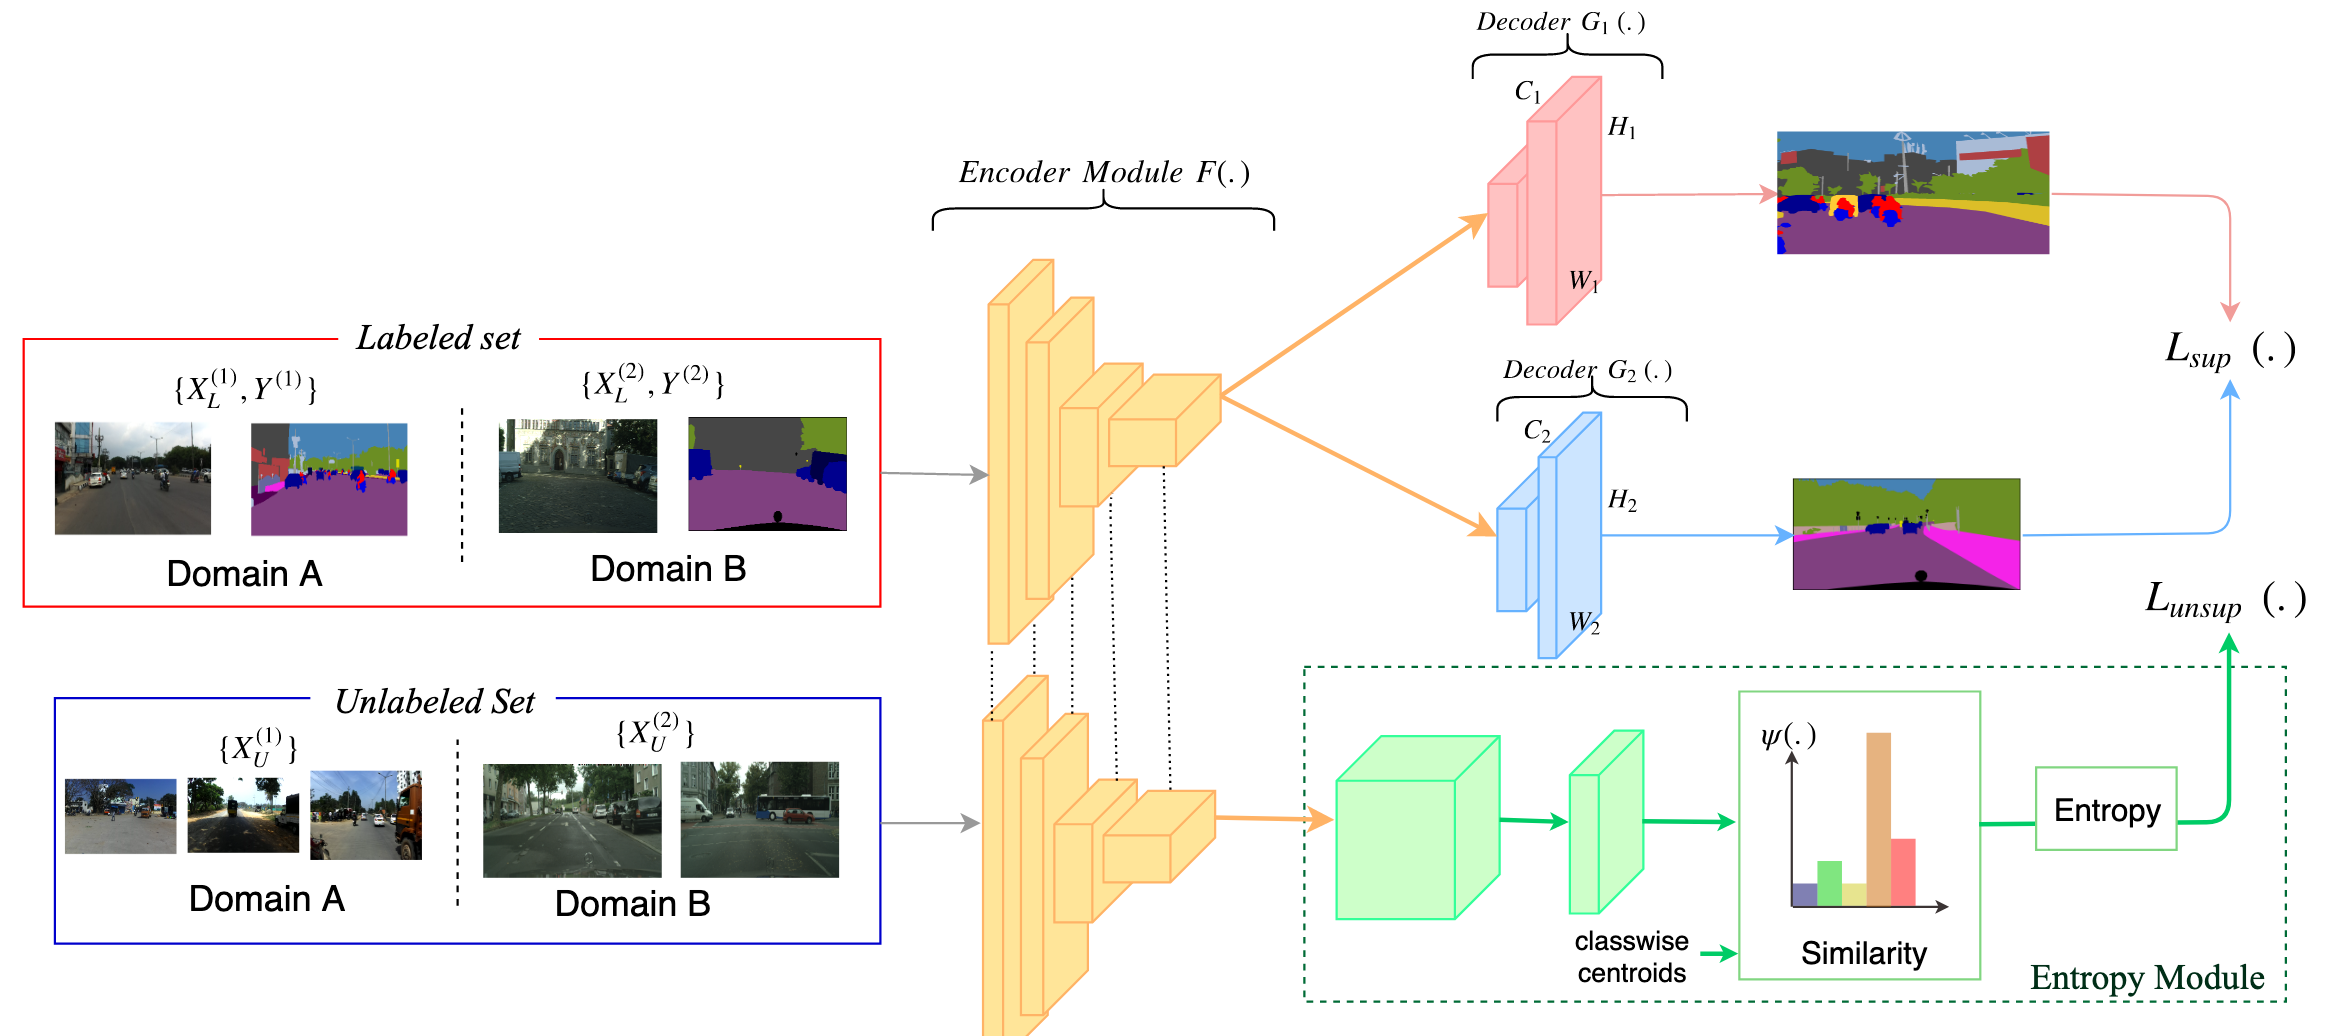 Decoder G₁ (.)
C₁
H₁
W₁
Encoder Module F(.)
Labeled set
{X_L^(1), Y^(1)}
{X_L^(2), Y^(2)}
Domain A
Domain B
Decoder G₂ (.)
C₂
H₂
W₂
L_sup (.)
L_unsup (.)
Unlabeled Set
{X_U^(1)}
{X_U^(2)}
Domain A
Domain B
ψ(.)
Similarity
classwise
centroids
Entropy
Entropy Module